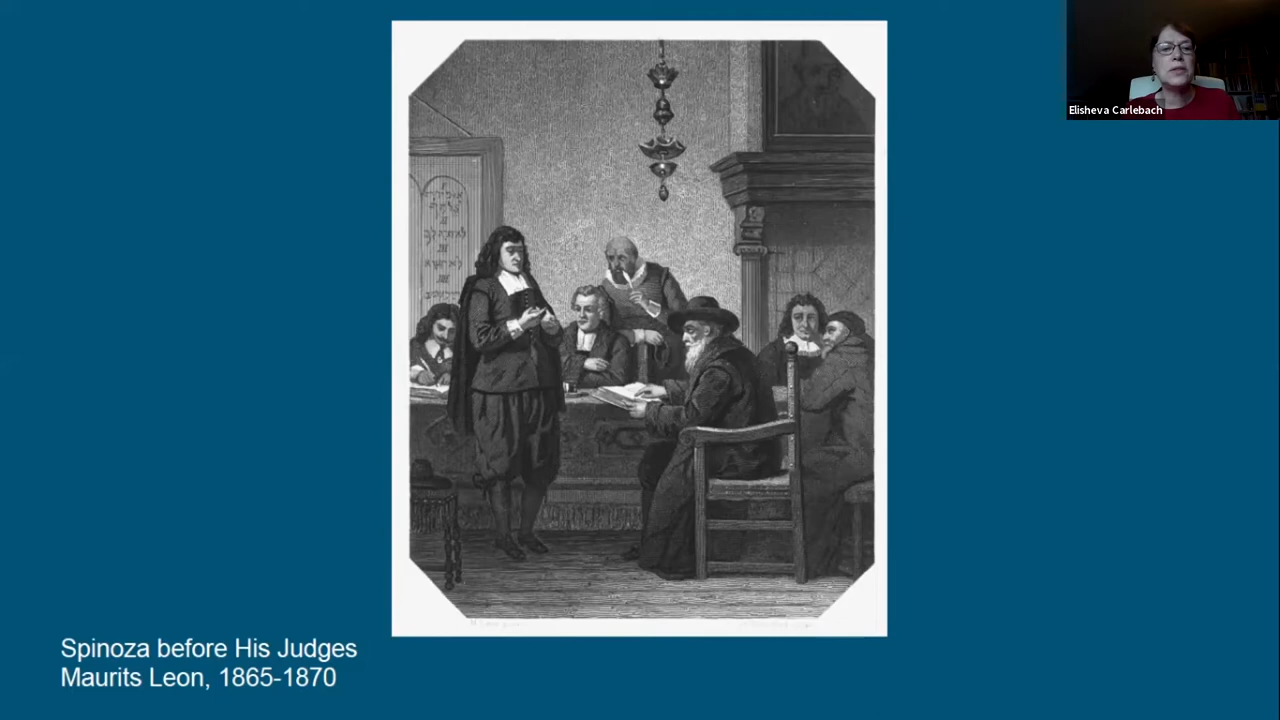 Elisheva Carlebach
Spinoza before His Judges
Maurits Leon, 1865-1870